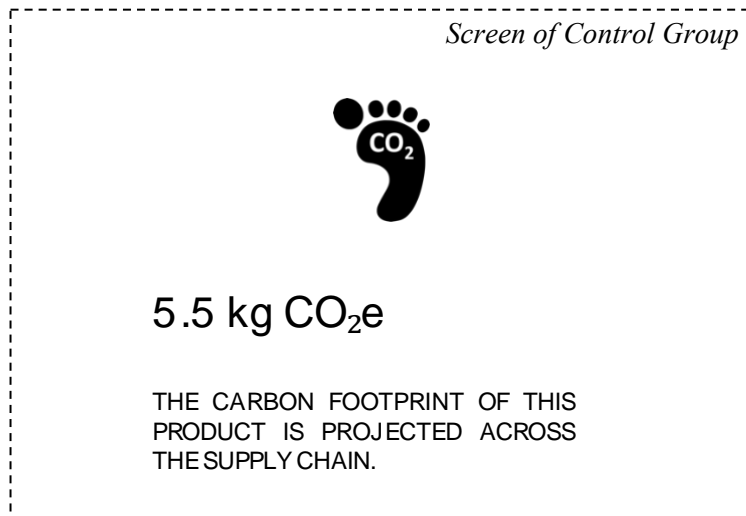 Screen of Control Group
CO₂
5.5 kg CO₂e
THE CARBON FOOTPRINT OF THIS
PRODUCT IS PROJECTED ACROSS
THE SUPPLY CHAIN.